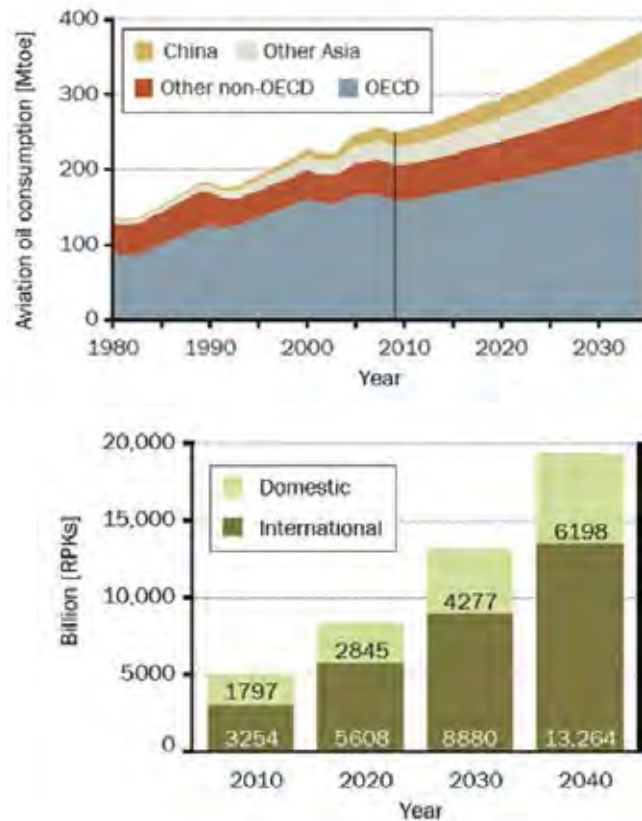 400
China Other Asia
Other non-OECD OECD
300
200
100
0
Aviation oil consumption [Mtoe]
1980 1990 2000 2010 2020 2030
Year
20,000
Domestic
International
15,000
10,000
5000
0
Billion [RPKs]
1797
3254
2845
5608
4277
8880
6198
13,264
2010 2020 2030 2040
Year